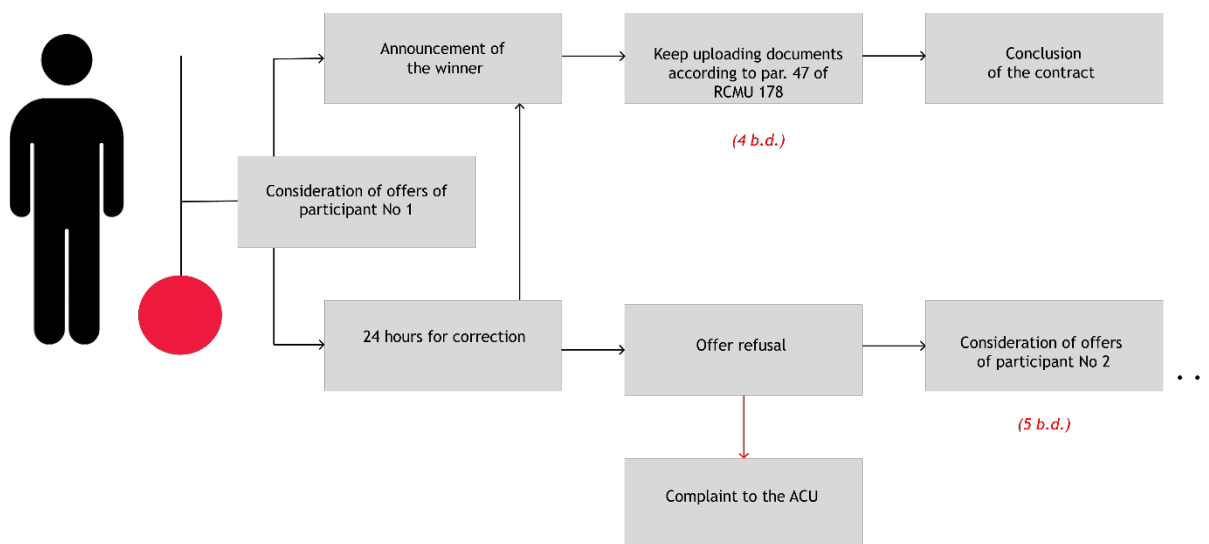 Announcement of
the winner
Keep uploading documents
according to par. 47 of
RCMU 178
(4 b.d.)
Conclusion
of the contract
Consideration of offers of
participant No 1
24 hours for correction
Offer refusal
Consideration of offers
of participant No 2
. .
(5 b.d.)
Complaint to the ACU